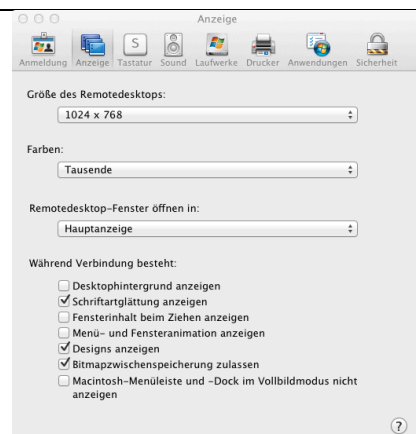 Anzeige
S
Anmeldung Anzeige Tastatur Sound Laufwerke Drucker Anwendungen Sicherheit
Größe des Remotedesktops:
1024 x 768
Farben:
Tausende
Remotedesktop-Fenster öffnen in:
Hauptanzeige
Während Verbindung besteht:
Desktophintergrund anzeigen
Schriftartglättung anzeigen
Fensterinhalt beim Ziehen anzeigen
Menü- und Fensteranimation anzeigen
Designs anzeigen
Bitmapzwischenspeicherung zulassen
Macintosh-Menüleiste und -Dock im Vollbildmodus nicht
anzeigen
?